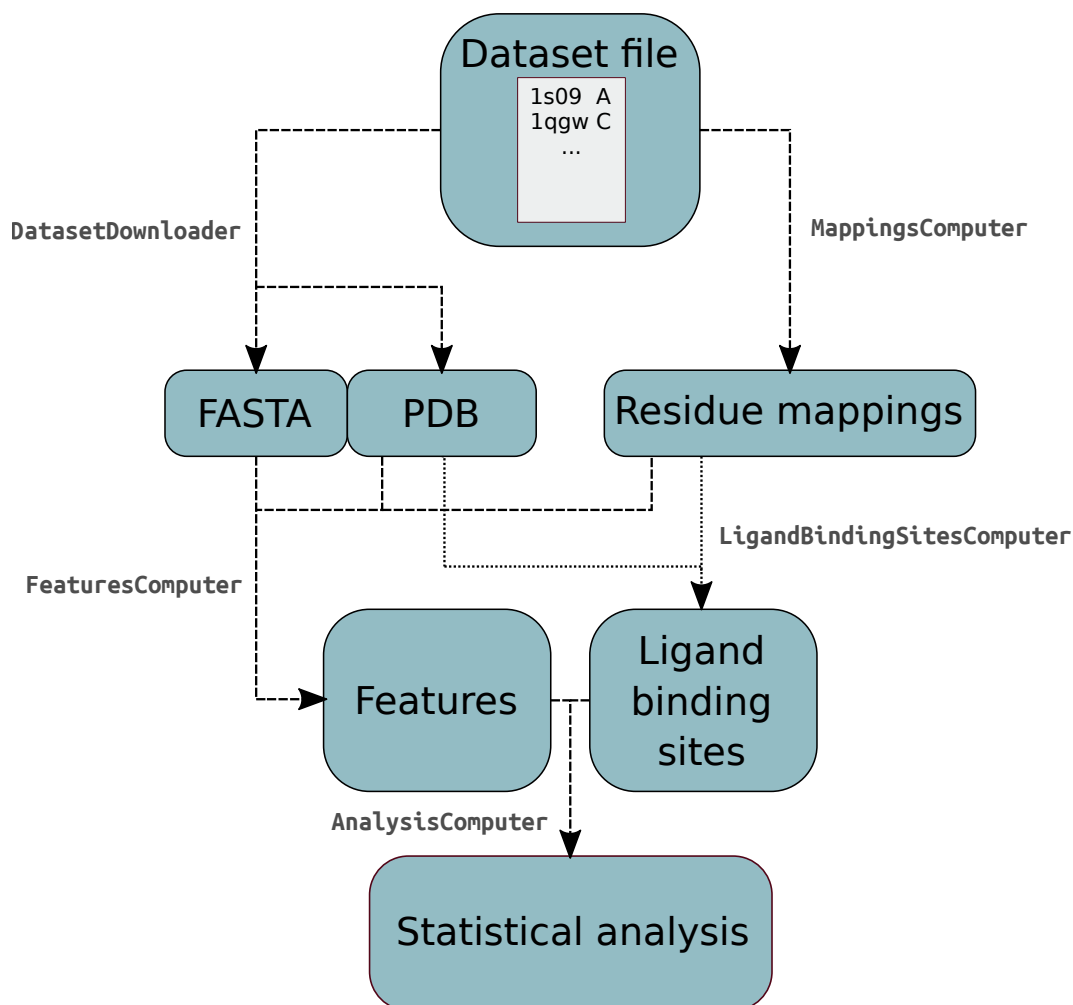 Dataset file
1s09 A
1qgw C
...
DatasetDownloader
MappingsComputer
FASTA
PDB
Residue mappings
LigandBindingSitesComputer
FeaturesComputer
Features
Ligand
binding
sites
AnalysisComputer
Statistical analysis